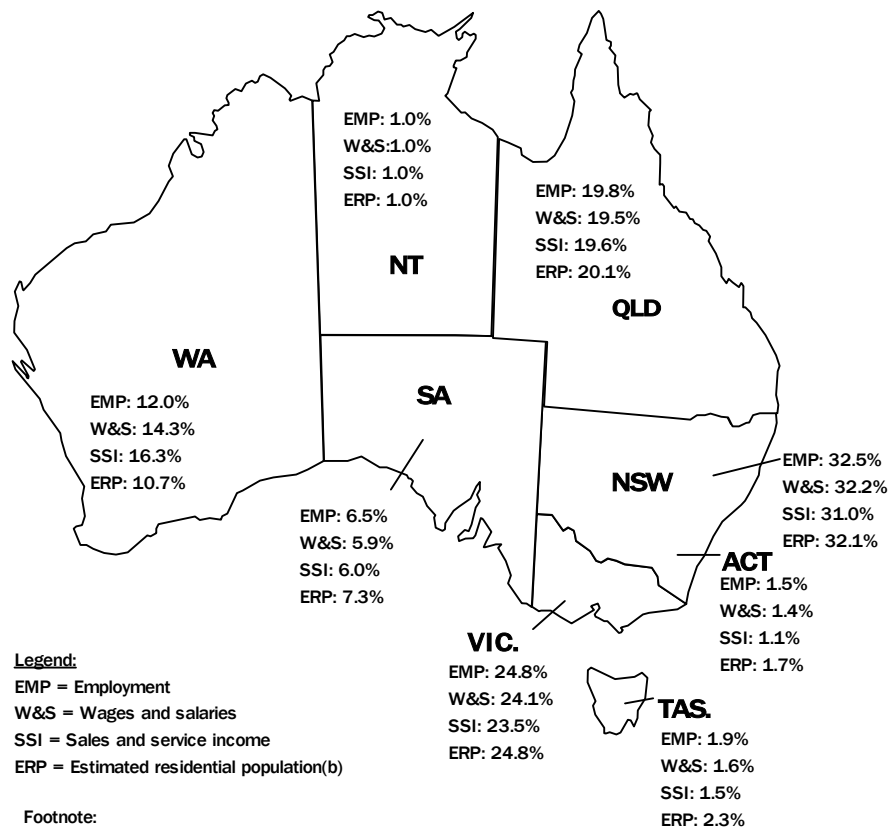 EMP: 1.0%
W&S:1.0%
SSI: 1.0%
ERP: 1.0%
NT
EMP: 19.8%
W&S: 19.5%
SSI: 19.6%
ERP: 20.1%
QLD
WA
EMP: 12.0%
W&S: 14.3%
SSI: 16.3%
ERP: 10.7%
SA
EMP: 6.5%
W&S: 5.9%
SSI: 6.0%
ERP: 7.3%
NSW
EMP: 32.5%
W&S: 32.2%
SSI: 31.0%
ERP: 32.1%
ACT
EMP: 1.5%
W&S: 1.4%
SSI: 1.1%
ERP: 1.7%
VIC.
EMP: 24.8%
W&S: 24.1%
SSI: 23.5%
ERP: 24.8%
TAS.
EMP: 1.9%
W&S: 1.6%
SSI: 1.5%
ERP: 2.3%
Legend:
EMP = Employment
W&S = Wages and salaries
SSI = Sales and service income
ERP = Estimated residential population(b)
Footnote: